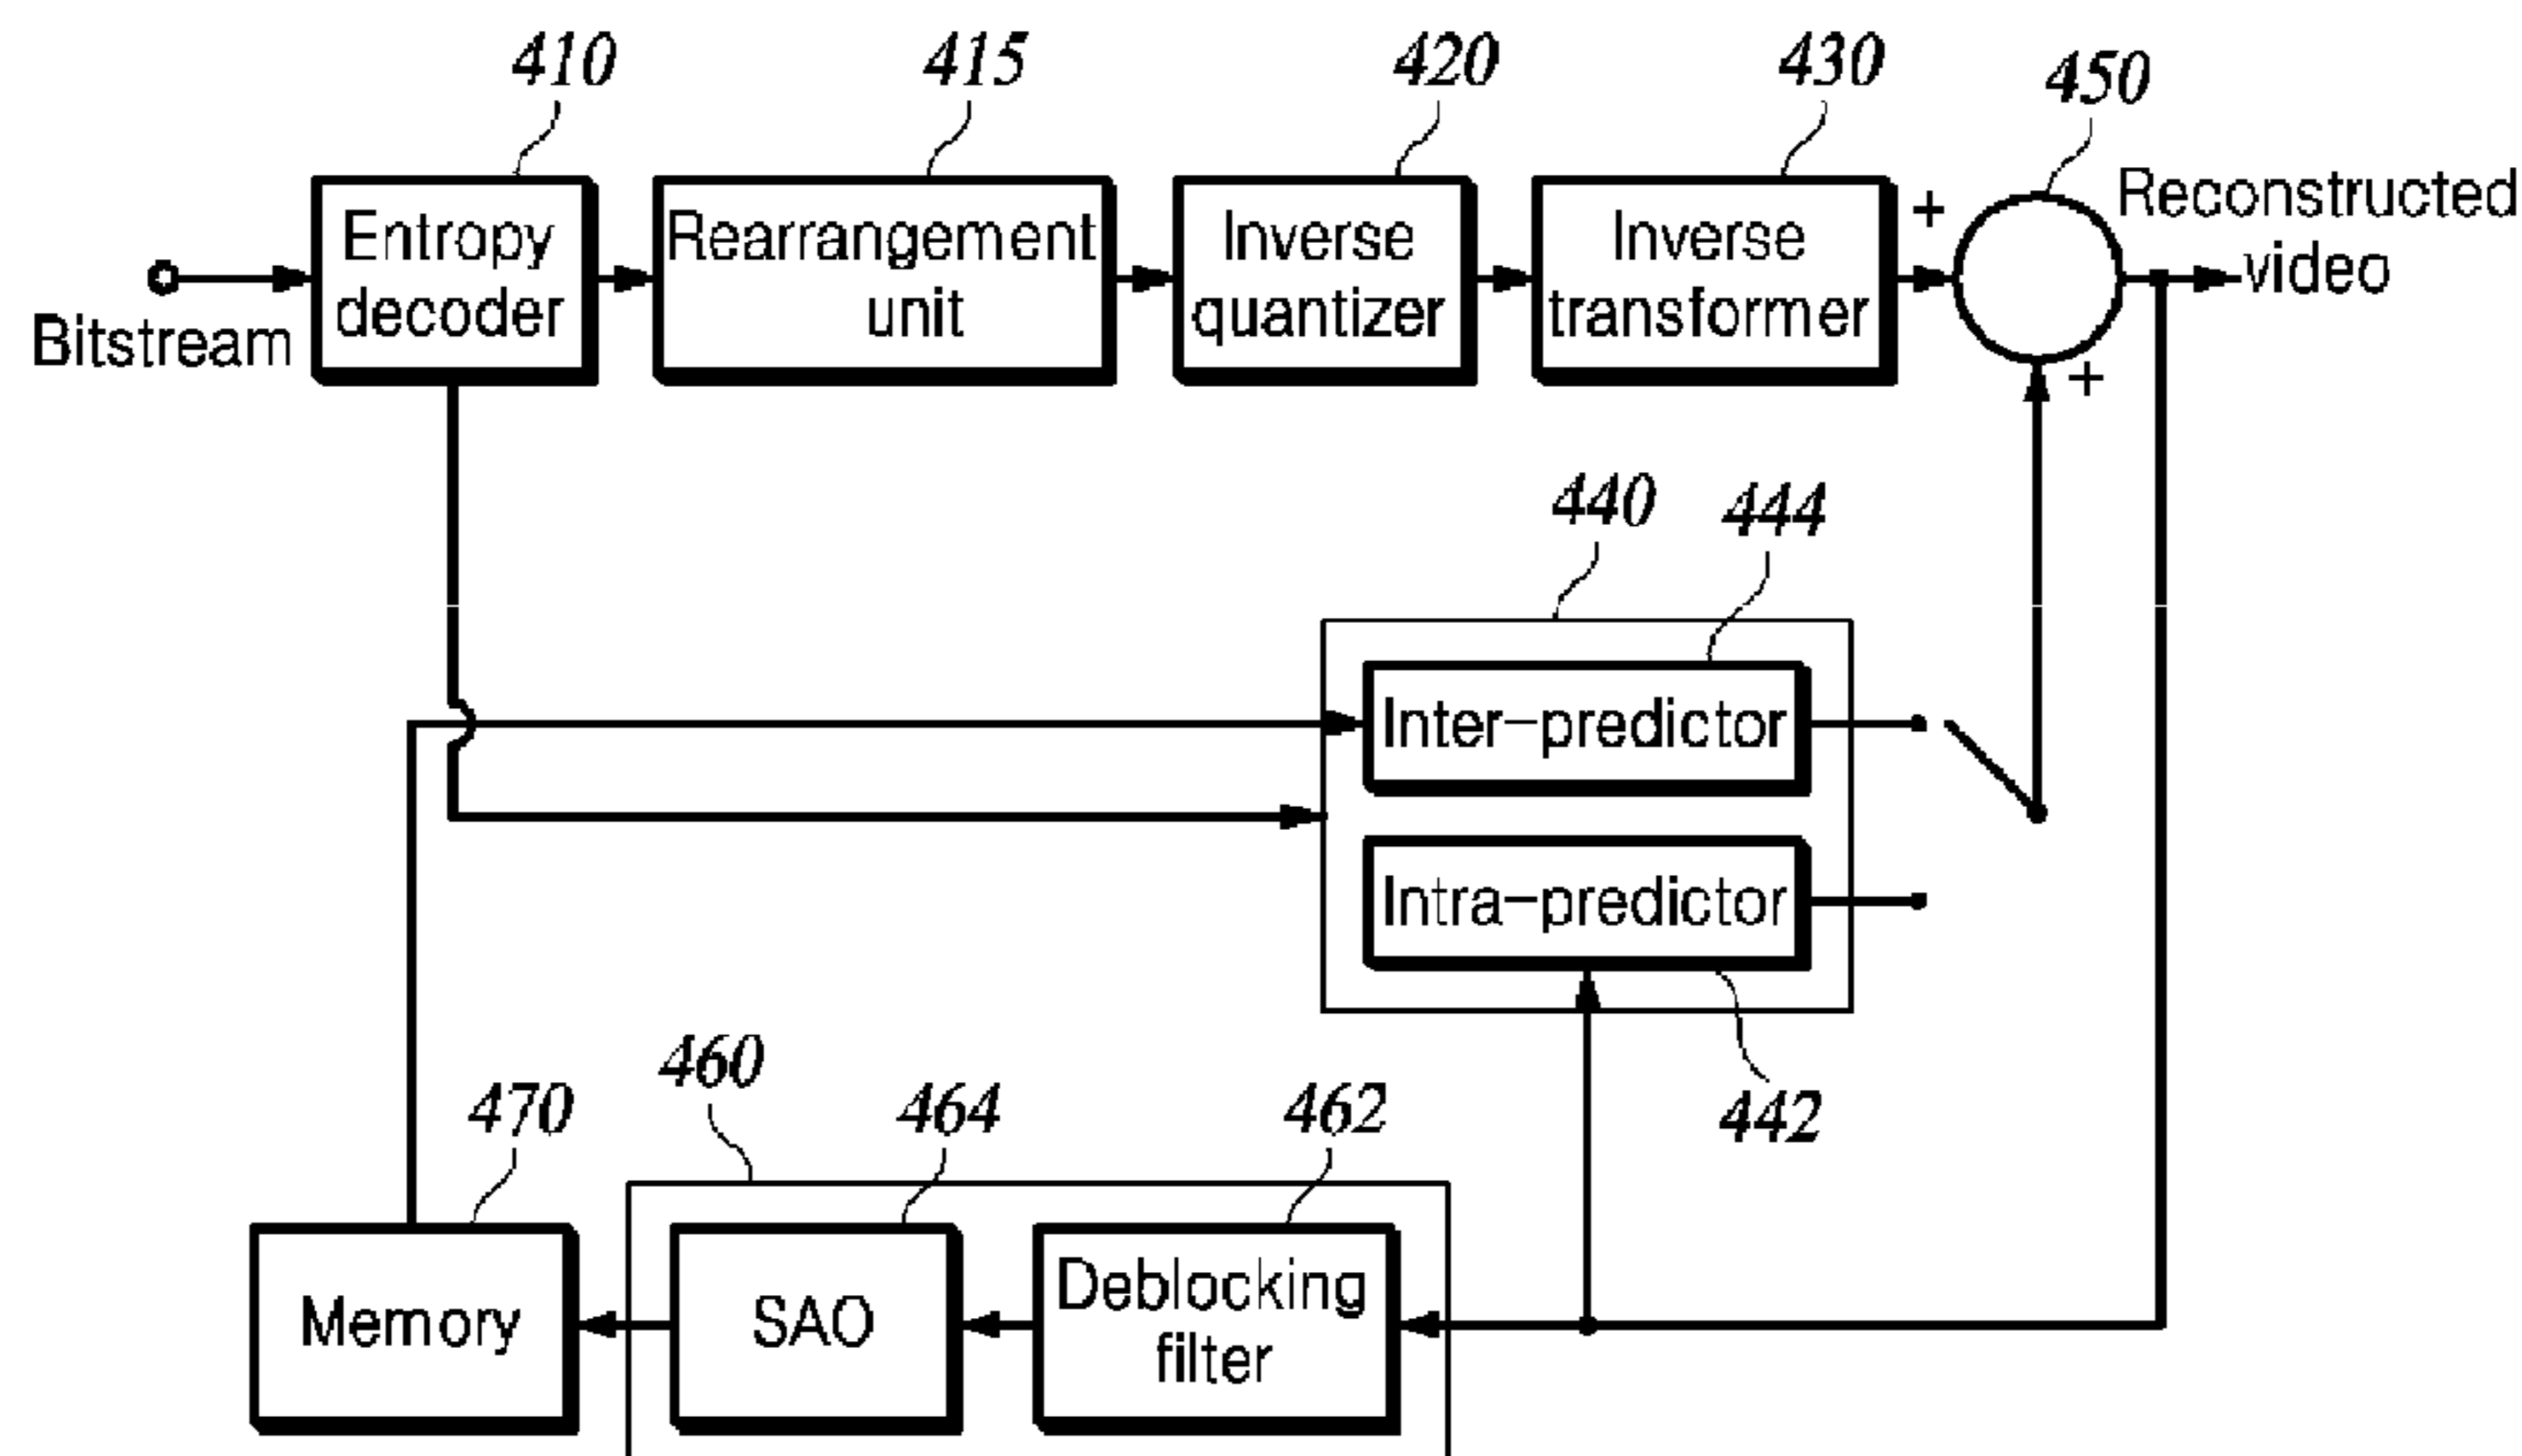 410
415
420
430
450
Entropy
decoder
Rearrangement
unit
Inverse
quantizer
Inverse
transformer
+
+
Reconstructed
video
Bitstream
440
444
Inter-predictor
Intra-predictor
442
460
470
464
462
Memory
SAO
Deblocking
filter